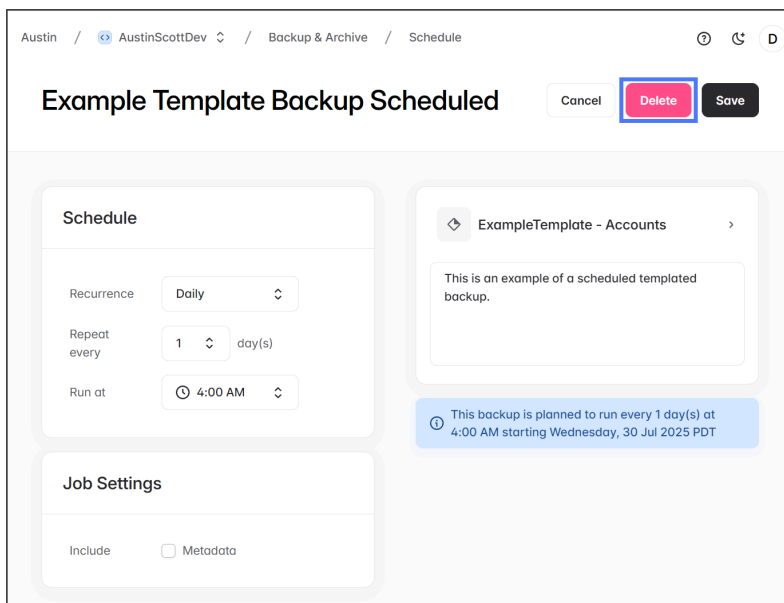 Austin / AustinScottDev / Backup & Archive / Schedule
D
Example Template Backup Scheduled
Cancel
Delete
Save
Schedule
Recurrence
Daily
Repeat
every
1
day(s)
Run at
4:00 AM
Job Settings
Include
Metadata
ExampleTemplate - Accounts
This is an example of a scheduled templated
backup.
This backup is planned to run every 1 day(s) at
4:00 AM starting Wednesday, 30 Jul 2025 PDT